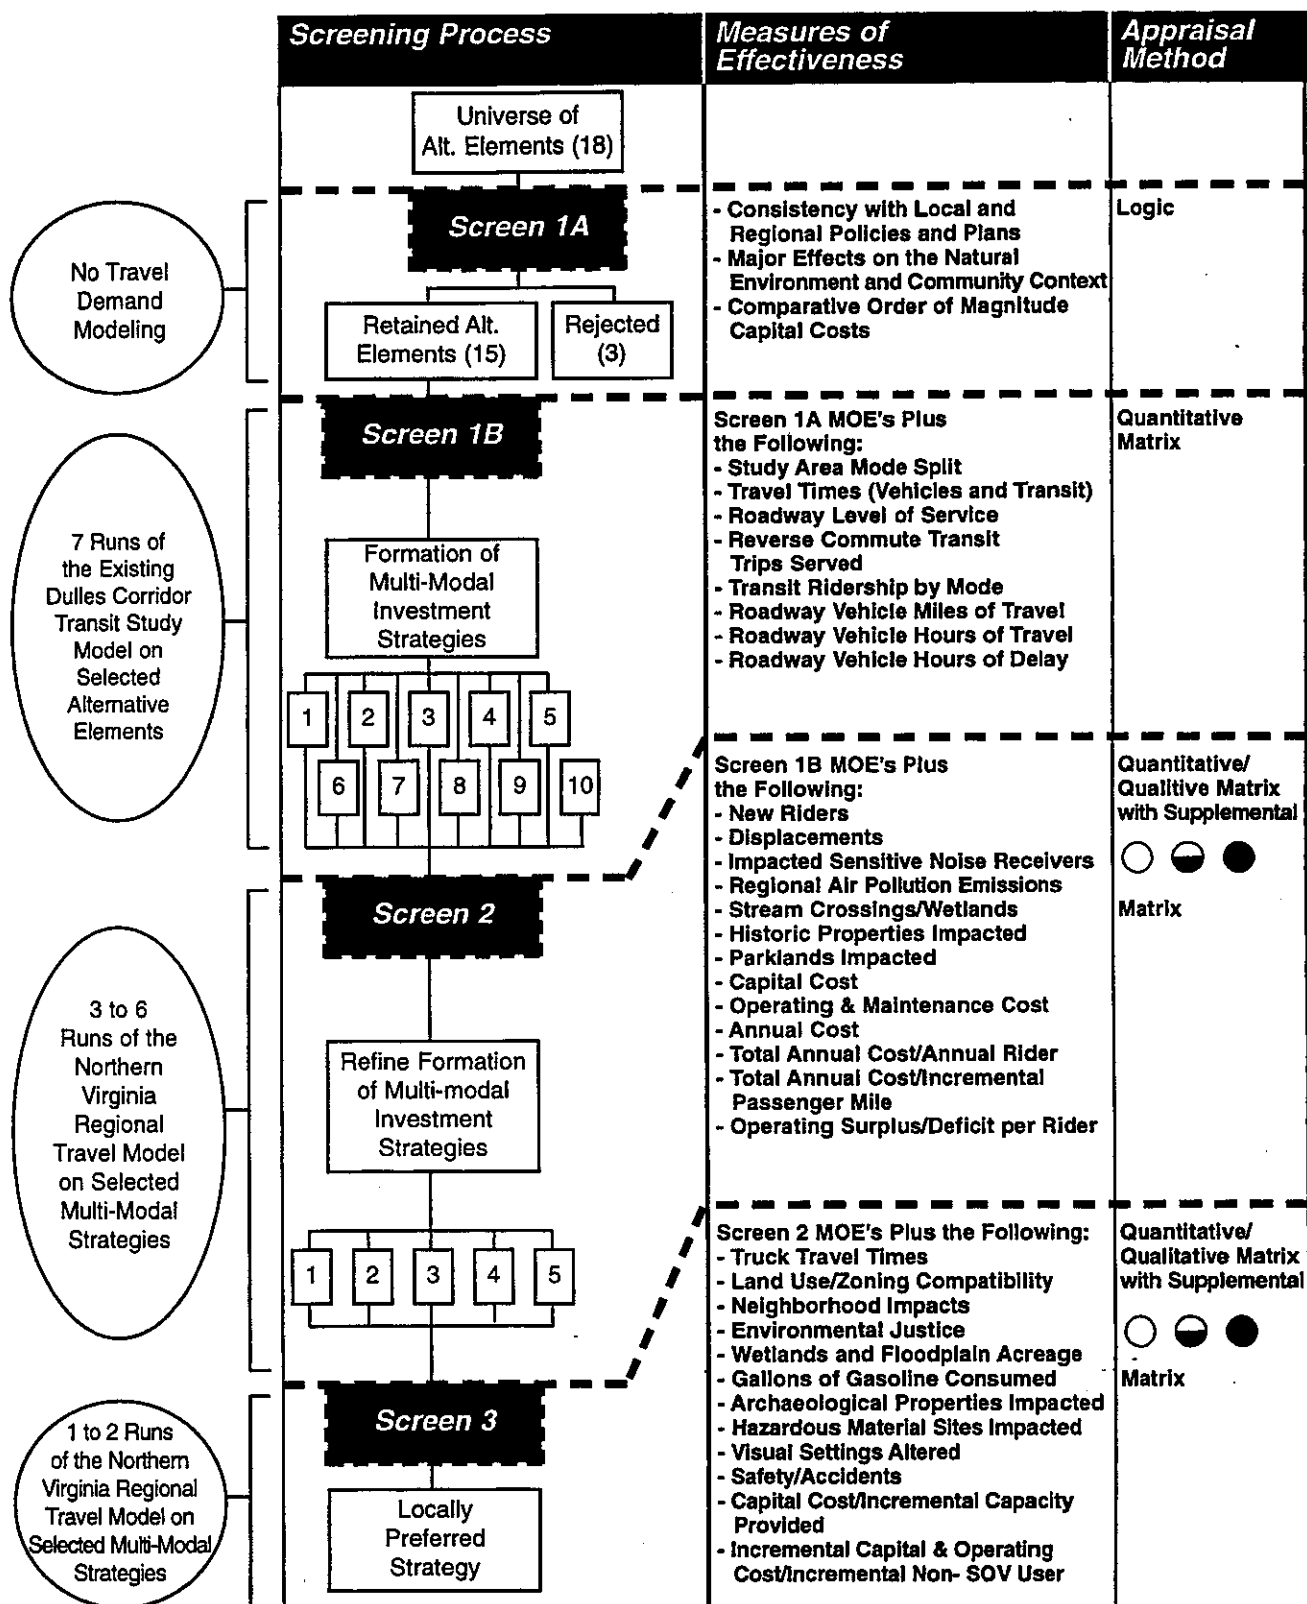 Screening Process
Measures of
Effectiveness
Appraisal
Method
Universe of
Alt. Elements (18)
No Travel
Demand
Modeling
Screen 1A
Retained Alt.
Elements (15)
Rejected
(3)
- Consistency with Local and
Regional Policies and Plans
- Major Effects on the Natural
Environment and Community Context
- Comparative Order of Magnitude
Capital Costs
Logic
7 Runs of
the Existing
Dulles Corridor
Transit Study
Model on
Selected
Alternative
Elements
Screen 1B
Formation of
Multi-Modal
Investment
Strategies
1
2
3
4
5
6
7
8
9
10
Screen 1A MOE's Plus
the Following:
- Study Area Mode Split
- Travel Times (Vehicles and Transit)
- Roadway Level of Service
- Reverse Commute Transit
Trips Served
- Transit Ridership by Mode
- Roadway Vehicle Miles of Travel
- Roadway Vehicle Hours of Travel
- Roadway Vehicle Hours of Delay
Quantitative
Matrix
3 to 6
Runs of the
Northern
Virginia
Regional
Travel Model
on Selected
Multi-Modal
Strategies
Screen 2
Refine Formation
of Multi-modal
Investment
Strategies
1
2
3
4
5
Screen 1B MOE's Plus
the Following:
- New Riders
- Displacements
- Impacted Sensitive Noise Receivers
- Regional Air Pollution Emissions
- Stream Crossings/Wetlands
- Historic Properties Impacted
- Parklands Impacted
- Capital Cost
- Operating & Maintenance Cost
- Annual Cost
- Total Annual Cost/Annual Rider
- Total Annual Cost/Incremental
Passenger Mile
- Operating Surplus/Deficit per Rider
Quantitative/
Qualitive Matrix
with Supplemental
Matrix
1 to 2 Runs
of the Northern
Virginia Regional
Travel Model on
Selected Multi-Modal
Strategies
Screen 3
Locally
Preferred
Strategy
Screen 2 MOE's Plus the Following:
- Truck Travel Times
- Land Use/Zoning Compatibility
- Neighborhood Impacts
- Environmental Justice
- Wetlands and Floodplain Acreage
- Gallons of Gasoline Consumed
- Archaeological Properties Impacted
- Hazardous Material Sites Impacted
- Visual Settings Altered
- Safety/Accidents
- Capital Cost/Incremental Capacity
Provided
- Incremental Capital & Operating
Cost/Incremental Non- SOV User
Quantitative/
Qualitative Matrix
with Supplemental
Matrix